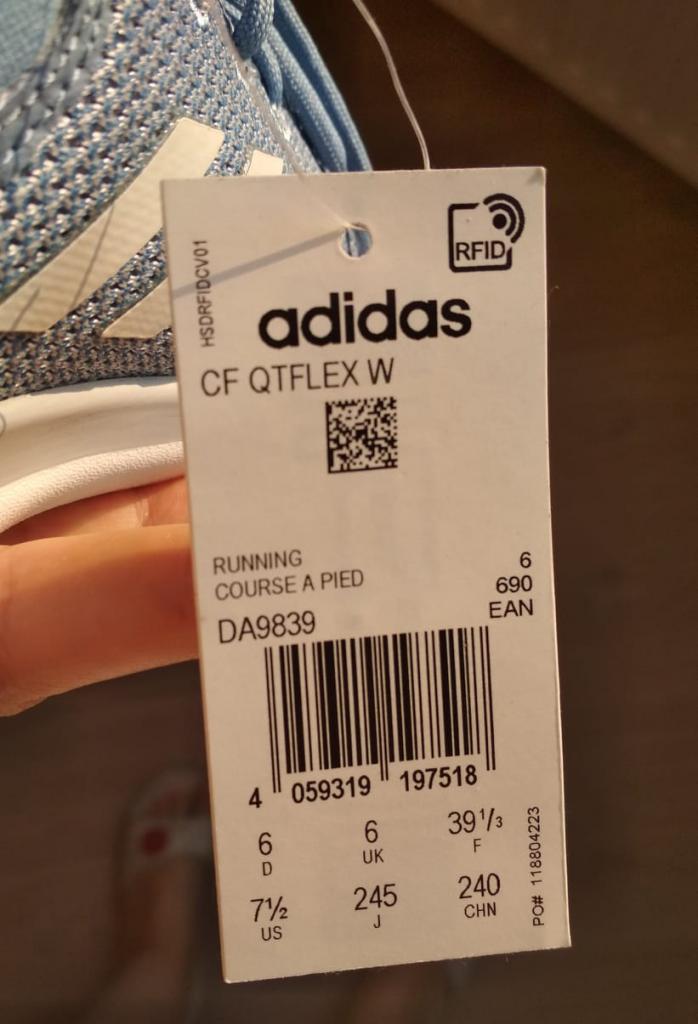 RFID
HSDRFIDCV01
adidas
CF QTFLEX W
RUNNING
COURSE A PIED
6
690
EAN
DA9839
4 059319 197518
6 6 39 1/3
D UK F
7½ 245 240
US J CHN
PO# 118804223